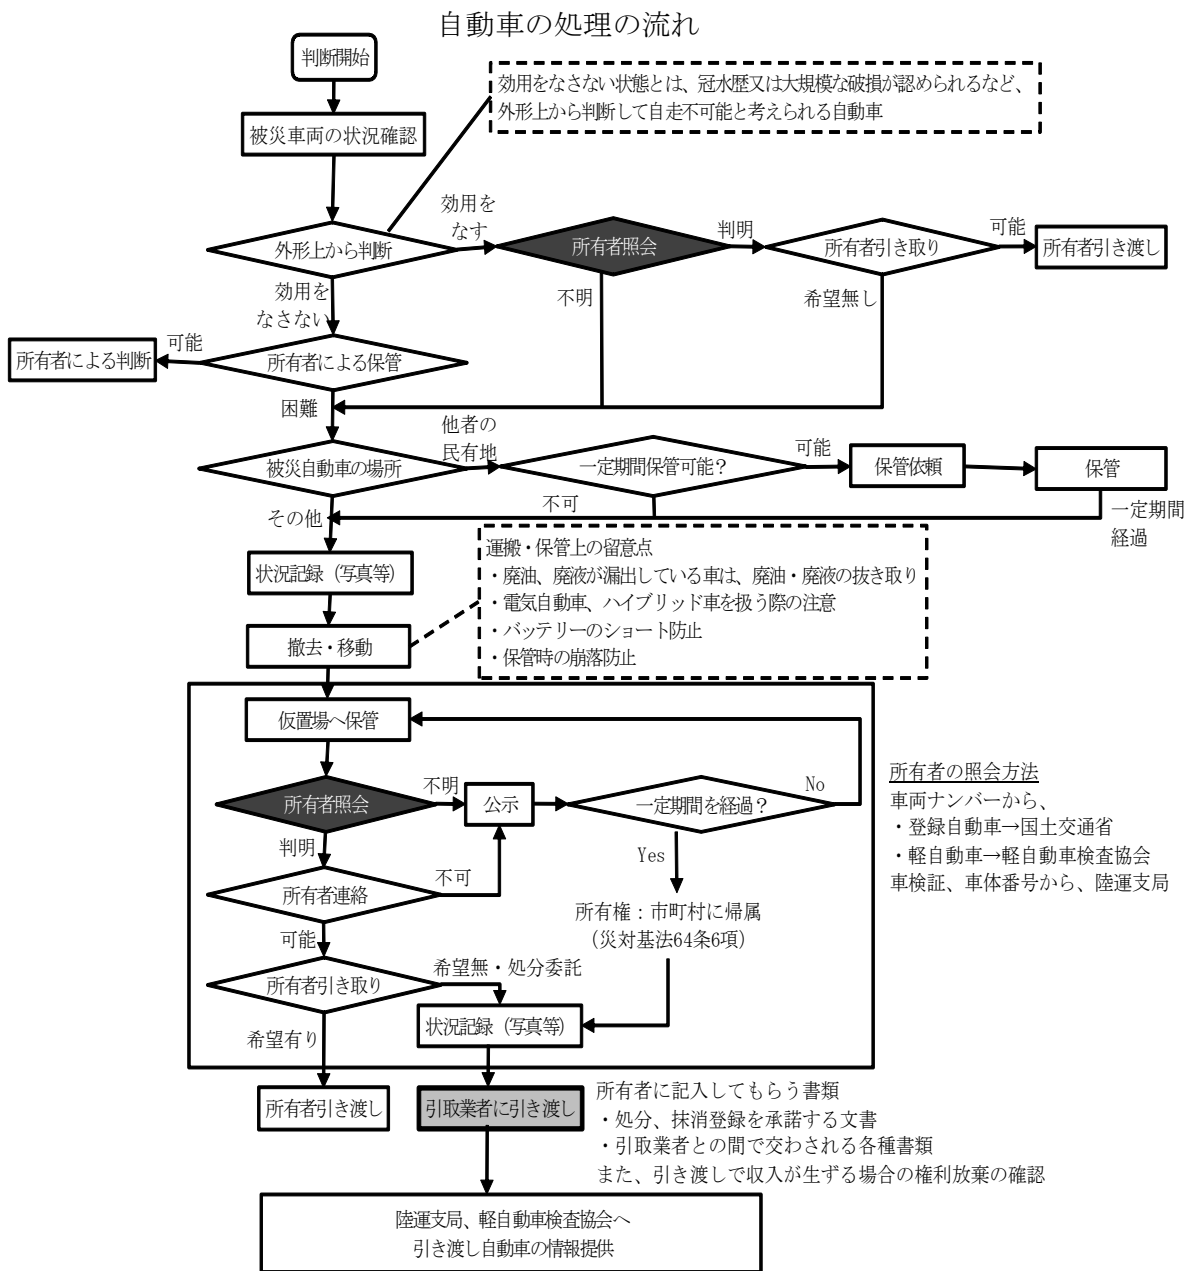 自動車の処理の流れ
判断開始
効用をなさない状態とは、冠水歴又は大規模な破損が認められるなど、
外形上から判断して自走不可能と考えられる自動車
被災車両の状況確認
効用を
なす
外形上から判断
所有者照会
判明
所有者引き取り
可能
所有者引き渡し
効用を
なさない
不明
希望無し
所有者による判断
可能
所有者による保管
困難
被災自動車の場所
他者の
民有地
一定期間保管可能？
可能
保管依頼
保管
その他
不可
一定期間
経過
状況記録（写真等）
運搬・保管上の留意点
・廃油、廃液が漏出している車は、廃油・廃液の抜き取り
・電気自動車、ハイブリッド車を扱う際の注意
・バッテリーのショート防止
・保管時の崩落防止
撤去・移動
仮置場へ保管
所有者照会
不明
公示
一定期間を経過？
No
所有者の照会方法
車両ナンバーから、
・登録自動車→国土交通省
・軽自動車→軽自動車検査協会
車検証、車体番号から、陸運支局
判明
Yes
所有者連絡
不可
所有権：市町村に帰属
（災対基法64条6項）
可能
所有者引き取り
希望無・処分委託
状況記録（写真等）
希望有り
所有者引き渡し
引取業者に引き渡し
所有者に記入してもらう書類
・処分、抹消登録を承諾する文書
・引取業者との間で交わされる各種書類
また、引き渡しで収入が生ずる場合の権利放棄の確認
陸運支局、軽自動車検査協会へ
引き渡し自動車の情報提供